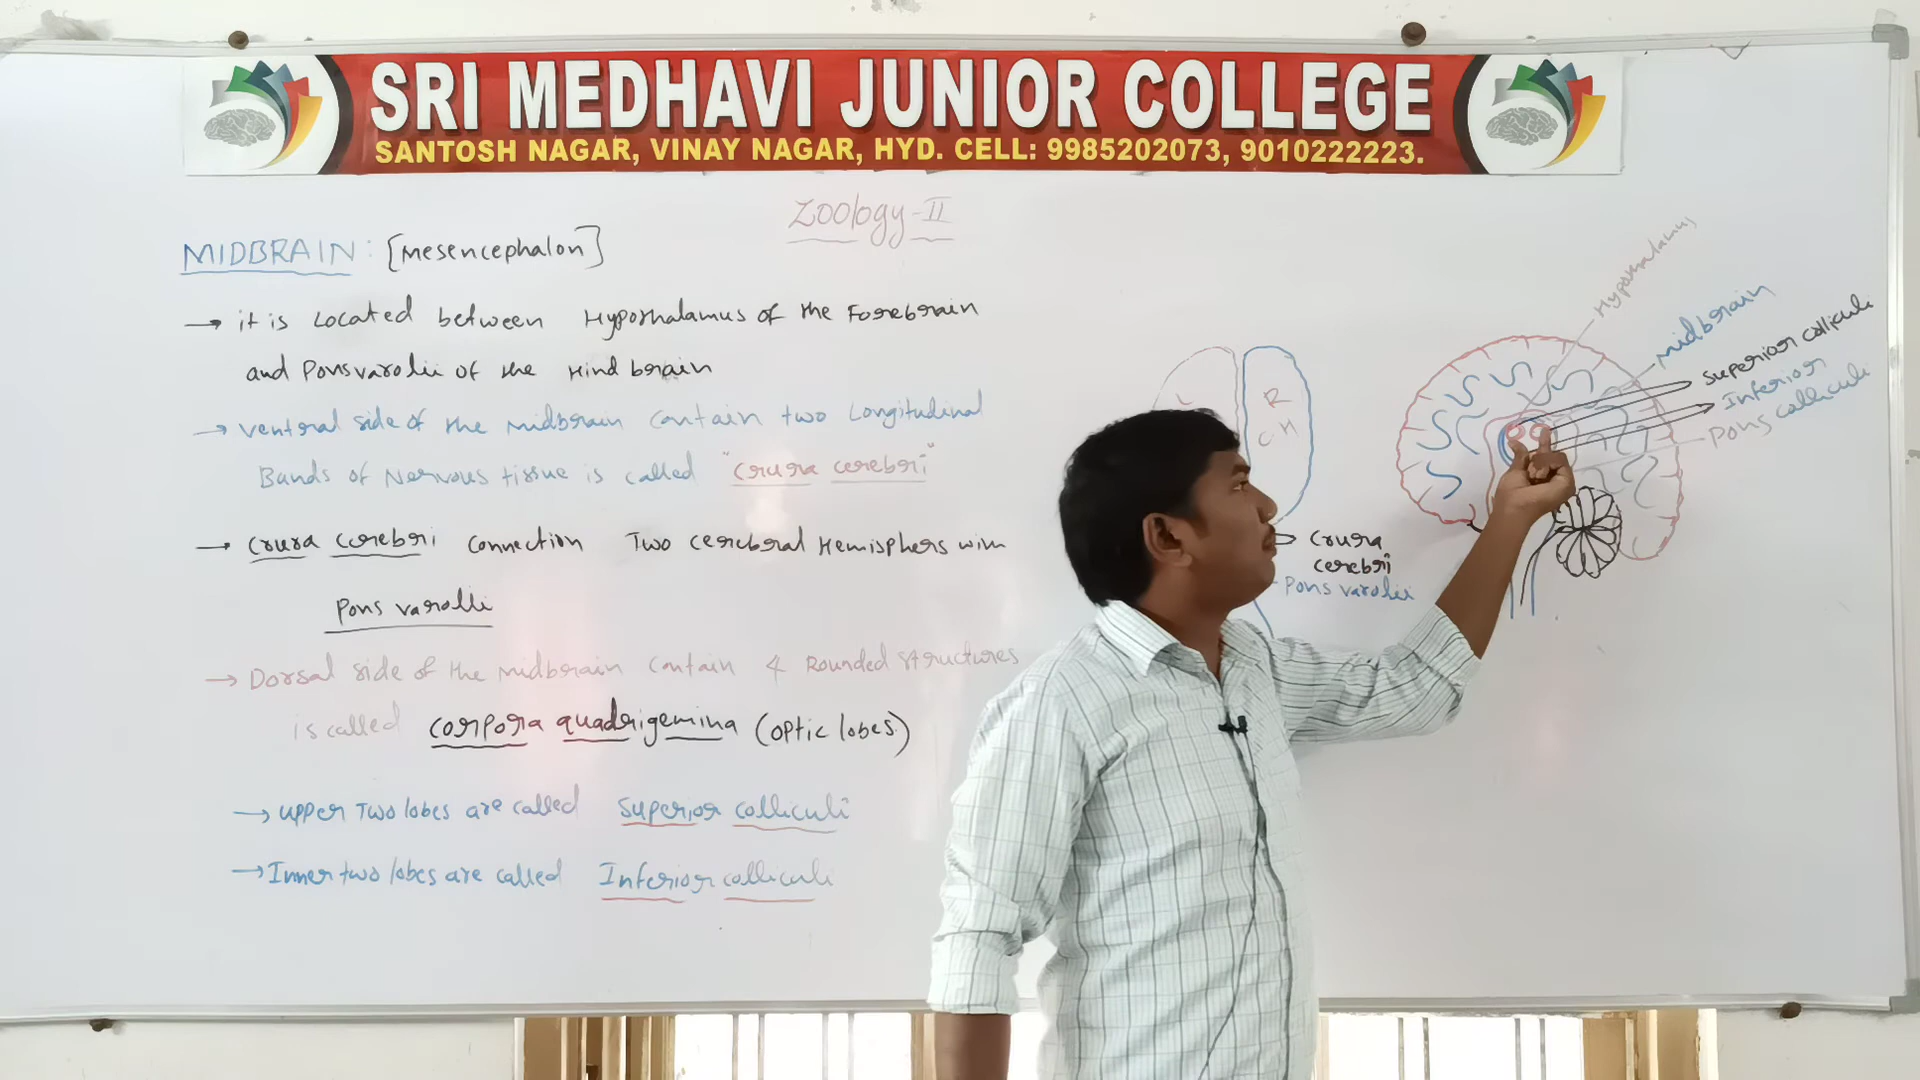 SRI MEDHAVI JUNIOR COLLEGE
SANTOSH NAGAR, VINAY NAGAR, HYD. CELL: 9985202073, 9010222223.
Zoology-II
MIDBRAIN: [Mesencephalon]
→ it is Located between Hypothalamus of the Forebrain
and Ponsvarolii of the Hind brain
→ ventral side of the midbrain contain two Longitudinal
Bands of Nervous tissue is called "crura cerebri"
→ crura cerebri connection Two cerebral Hemisphers with
Pons varolli
→ Dorsal side of the midbrain contain 4 Rounded structures
is called corpora quadrigemina (optic lobes)
→ upper Two lobes are called superior colliculi
→ Inner two lobes are called Inferior colliculi
L
R
C H
→ crura
cerebri
Pons varolii
Hypothalamus
midbrain
superior colliculi
Inferior
colliculi
Pons